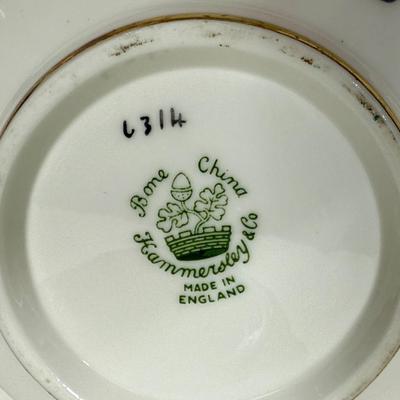 6314
Bone China
Hammersley & Co
MADE IN
ENGLAND